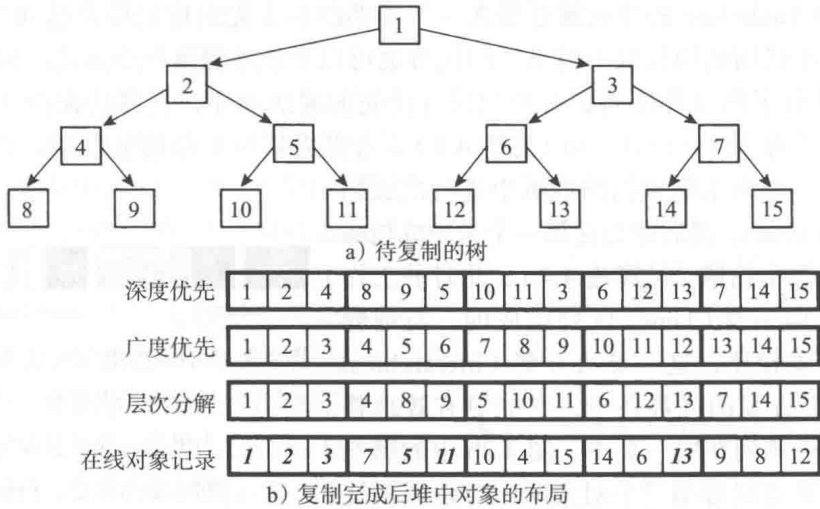 1
2 3
4 5 6 7
8 9 10 11 12 13 14 15
a) 待复制的树
深度优先 1 2 4 8 9 5 10 11 3 6 12 13 7 14 15
广度优先 1 2 3 4 5 6 7 8 9 10 11 12 13 14 15
层次分解 1 2 3 4 8 9 5 10 11 6 12 13 7 14 15
在线对象记录 1 2 3 7 5 11 10 4 15 14 6 13 9 8 12
b) 复制完成后堆中对象的布局